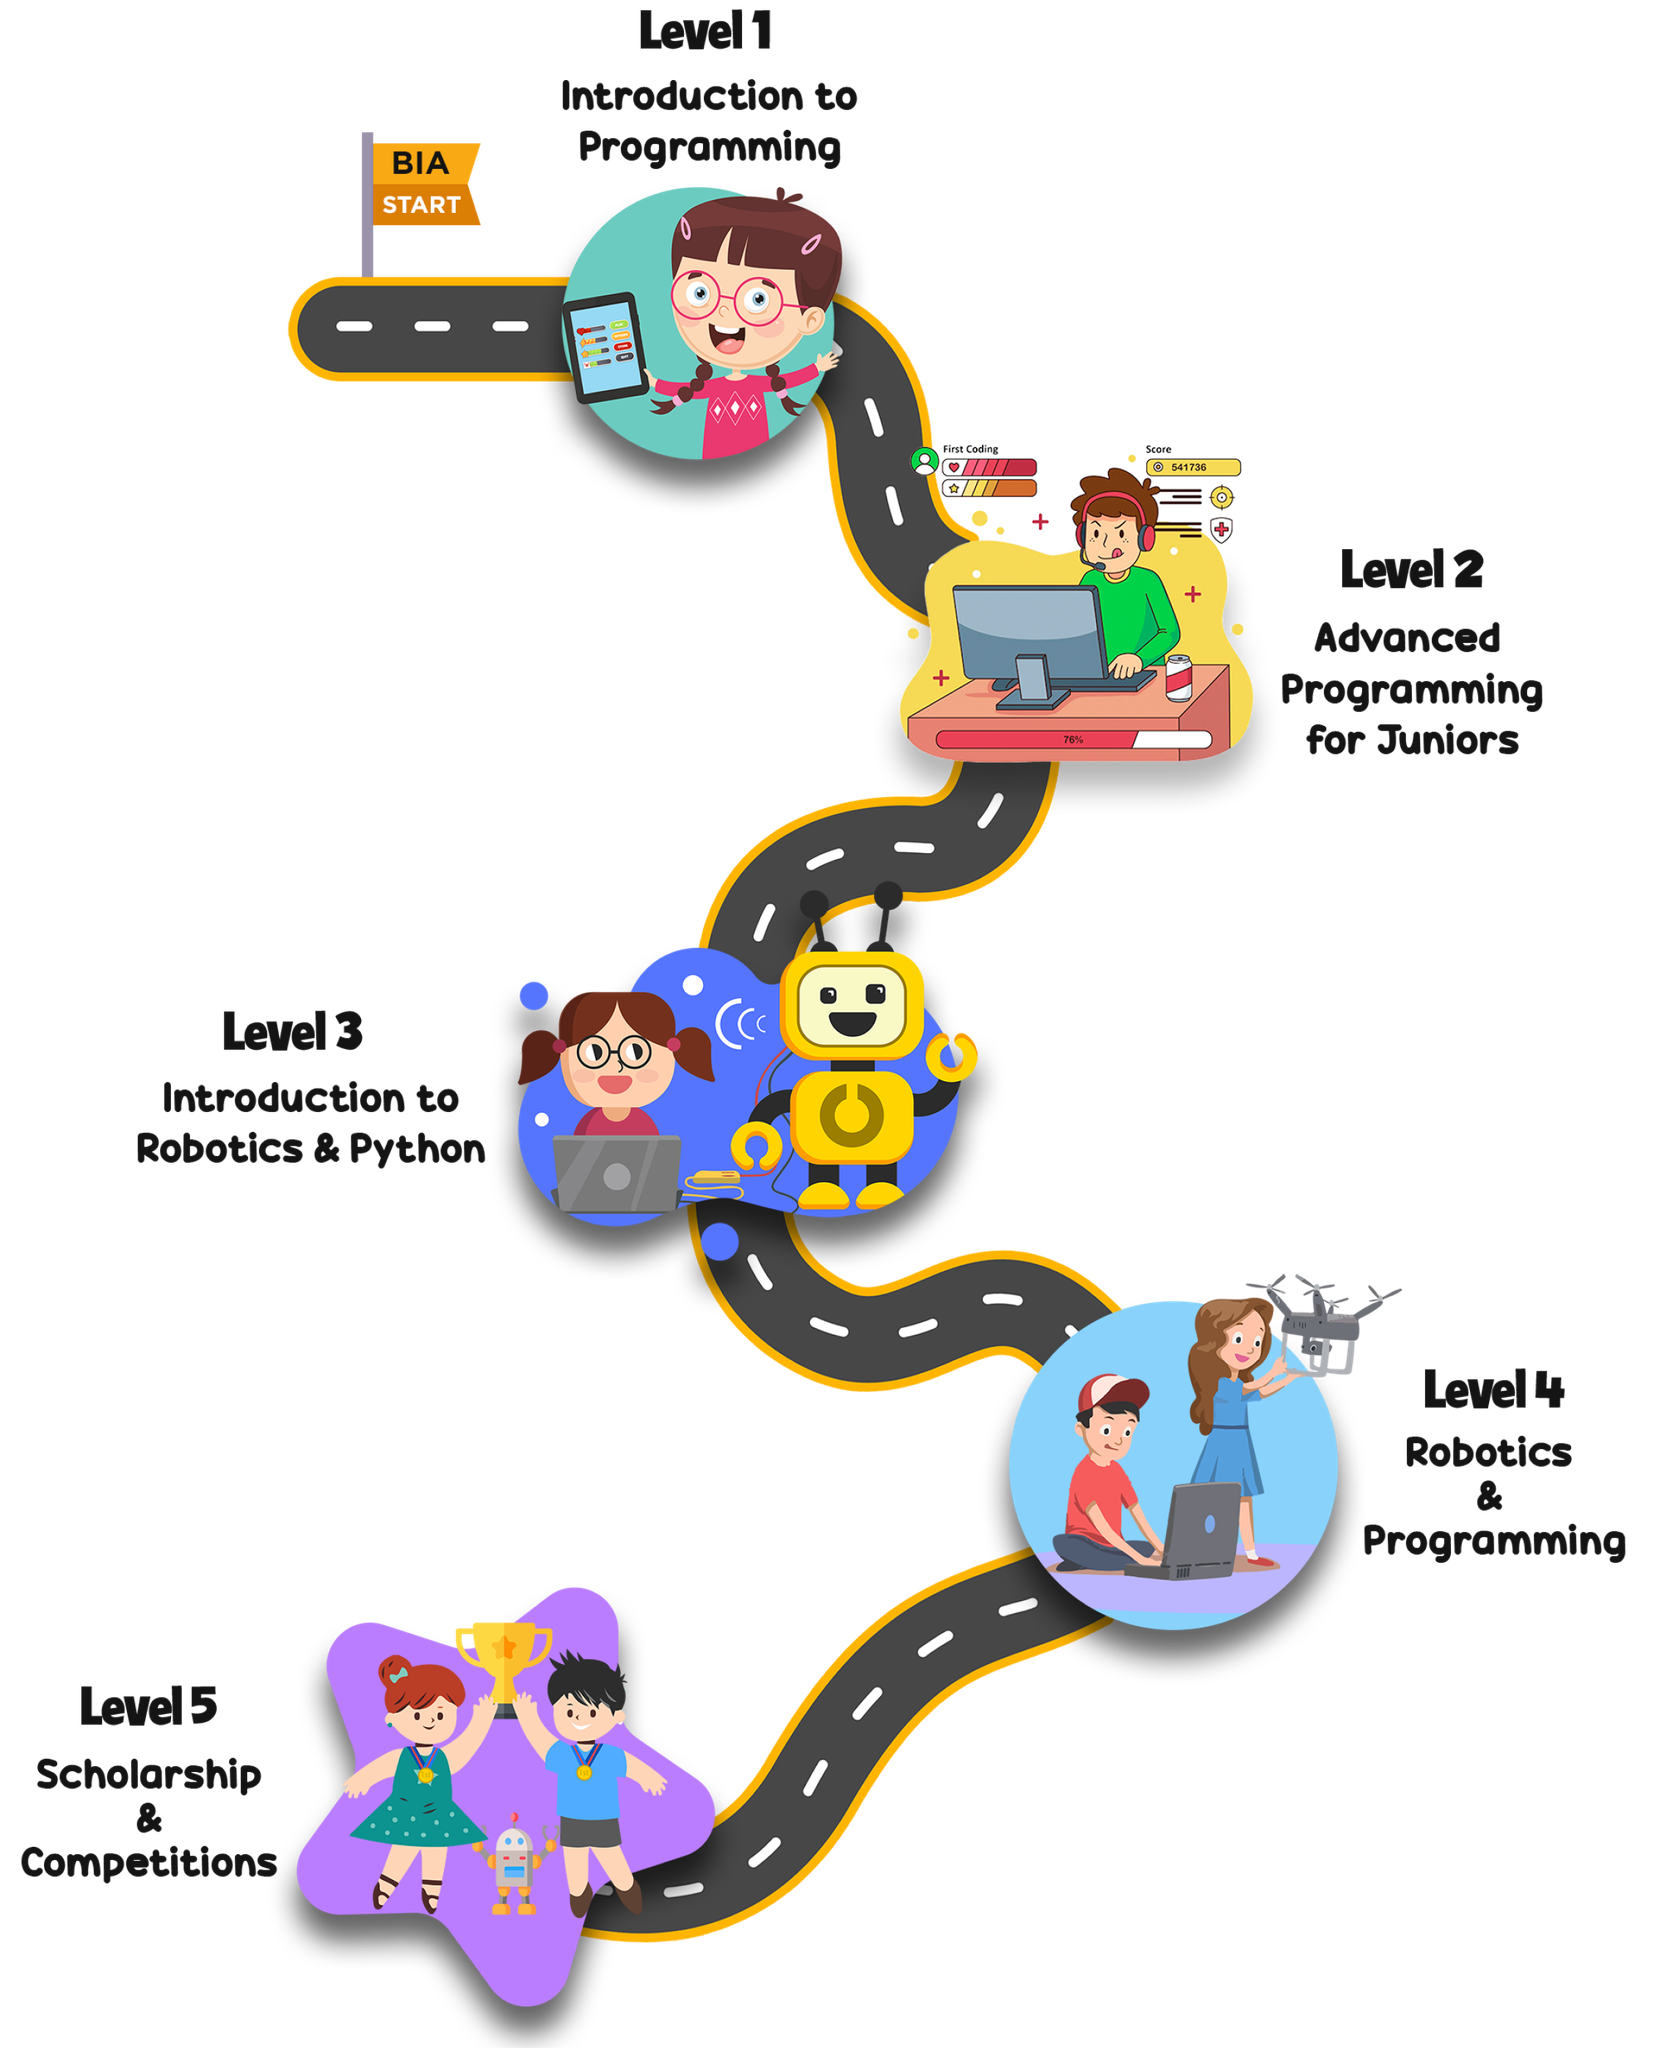 Level 1
Introduction to
Programming
BIA
START
First Coding
Score
541736
Level 2
Advanced
Programming
for Juniors
76%
Level 3
Introduction to
Robotics & Python
Level 4
Robotics
&
Programming
Level 5
Scholarship
&
Competitions